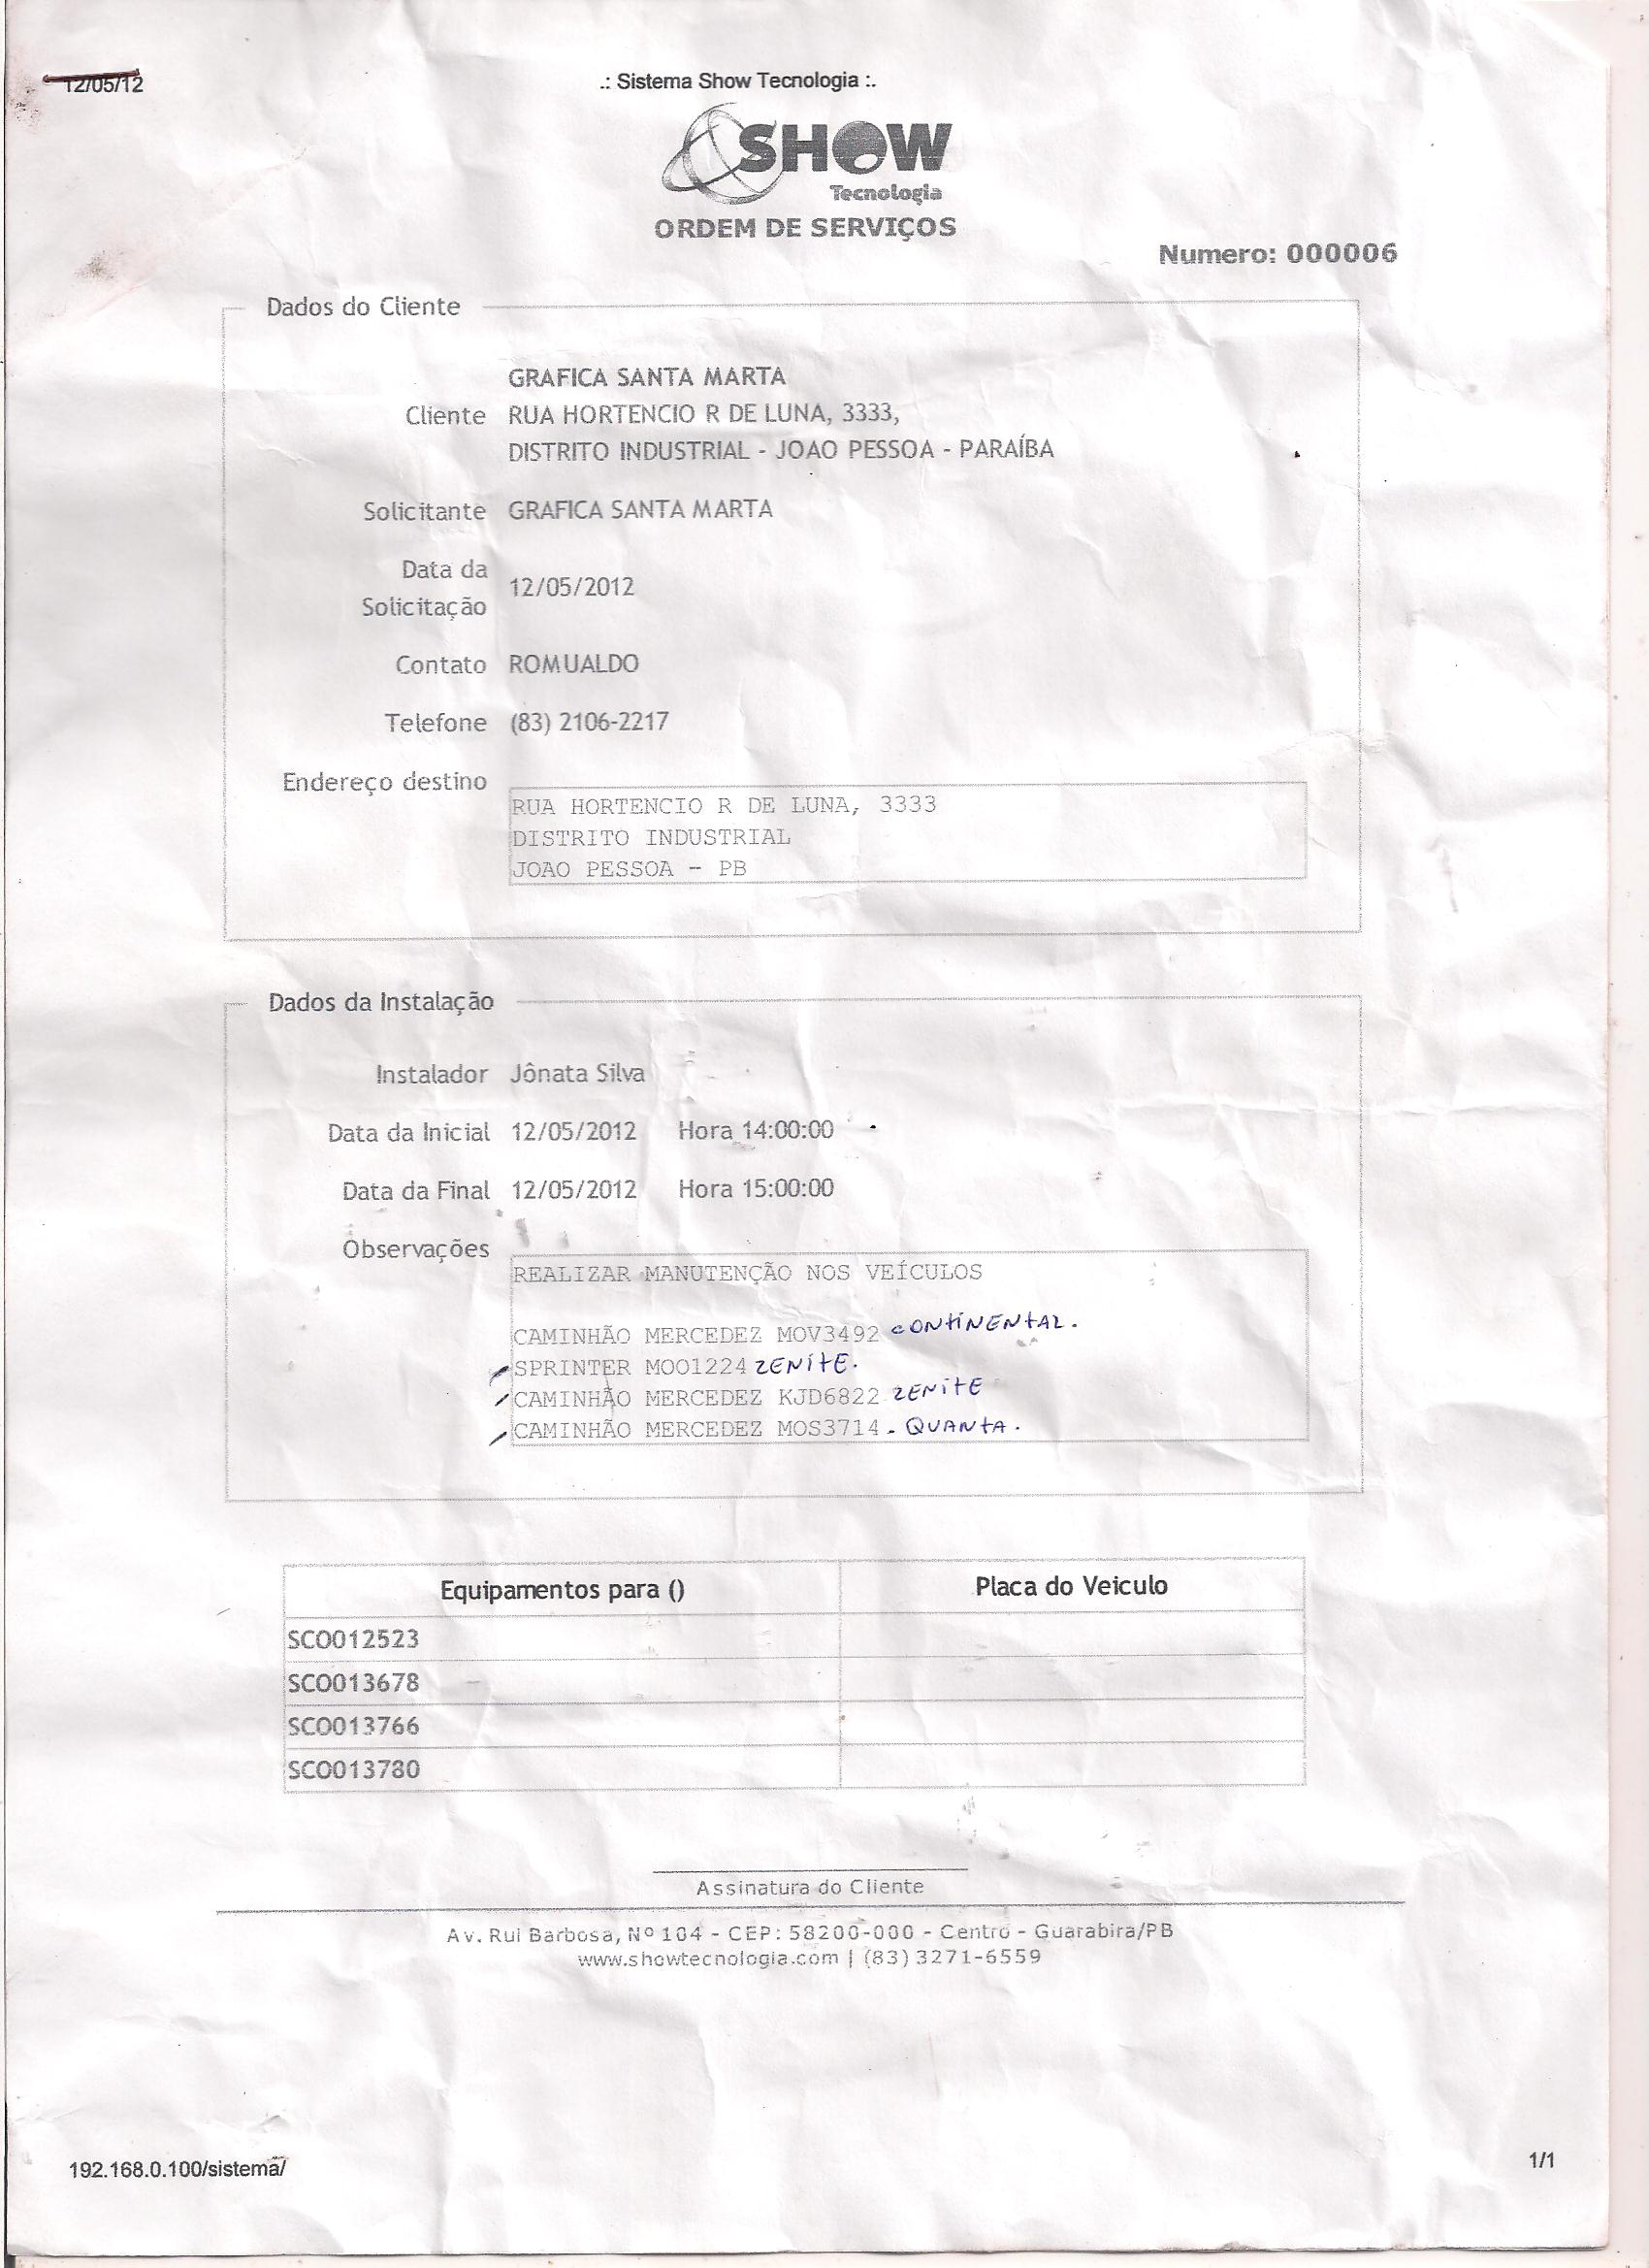 12/05/12
.: Sistema Show Tecnologia :.
SHOW
Tecnologia
ORDEM DE SERVIÇOS
Numero: 000006
Dados do Cliente
GRAFICA SANTA MARTA
Cliente RUA HORTENCIO R DE LUNA, 3333,
DISTRITO INDUSTRIAL - JOAO PESSOA - PARAÍBA
Solicitante GRAFICA SANTA MARTA
Data da
Solicitação 12/05/2012
Contato ROMUALDO
Telefone (83) 2106-2217
Endereço destino
RUA HORTENCIO R DE LUNA, 3333
DISTRITO INDUSTRIAL
JOAO PESSOA - PB
Dados da Instalação
Instalador Jônata Silva
Data da Inicial 12/05/2012 Hora 14:00:00
Data da Final 12/05/2012 Hora 15:00:00
Observações
REALIZAR MANUTENÇÃO NOS VEÍCULOS
CAMINHÃO MERCEDEZ MOV3492 CONTINENTAL.
SPRINTER MOO1224 ZENITE.
CAMINHÃO MERCEDEZ KJD6822 ZENITE
CAMINHÃO MERCEDEZ MOS3714 - QUANTA.
Equipamentos para () Placa do Veiculo
SCO012523
SCO013678
SCO013766
SCO013780
Assinatura do Cliente
Av. Rui Barbosa, Nº 104 - CEP: 58200-000 - Centro - Guarabira/PB
www.showtecnologia.com | (83) 3271-6559
192.168.0.100/sistema/
1/1